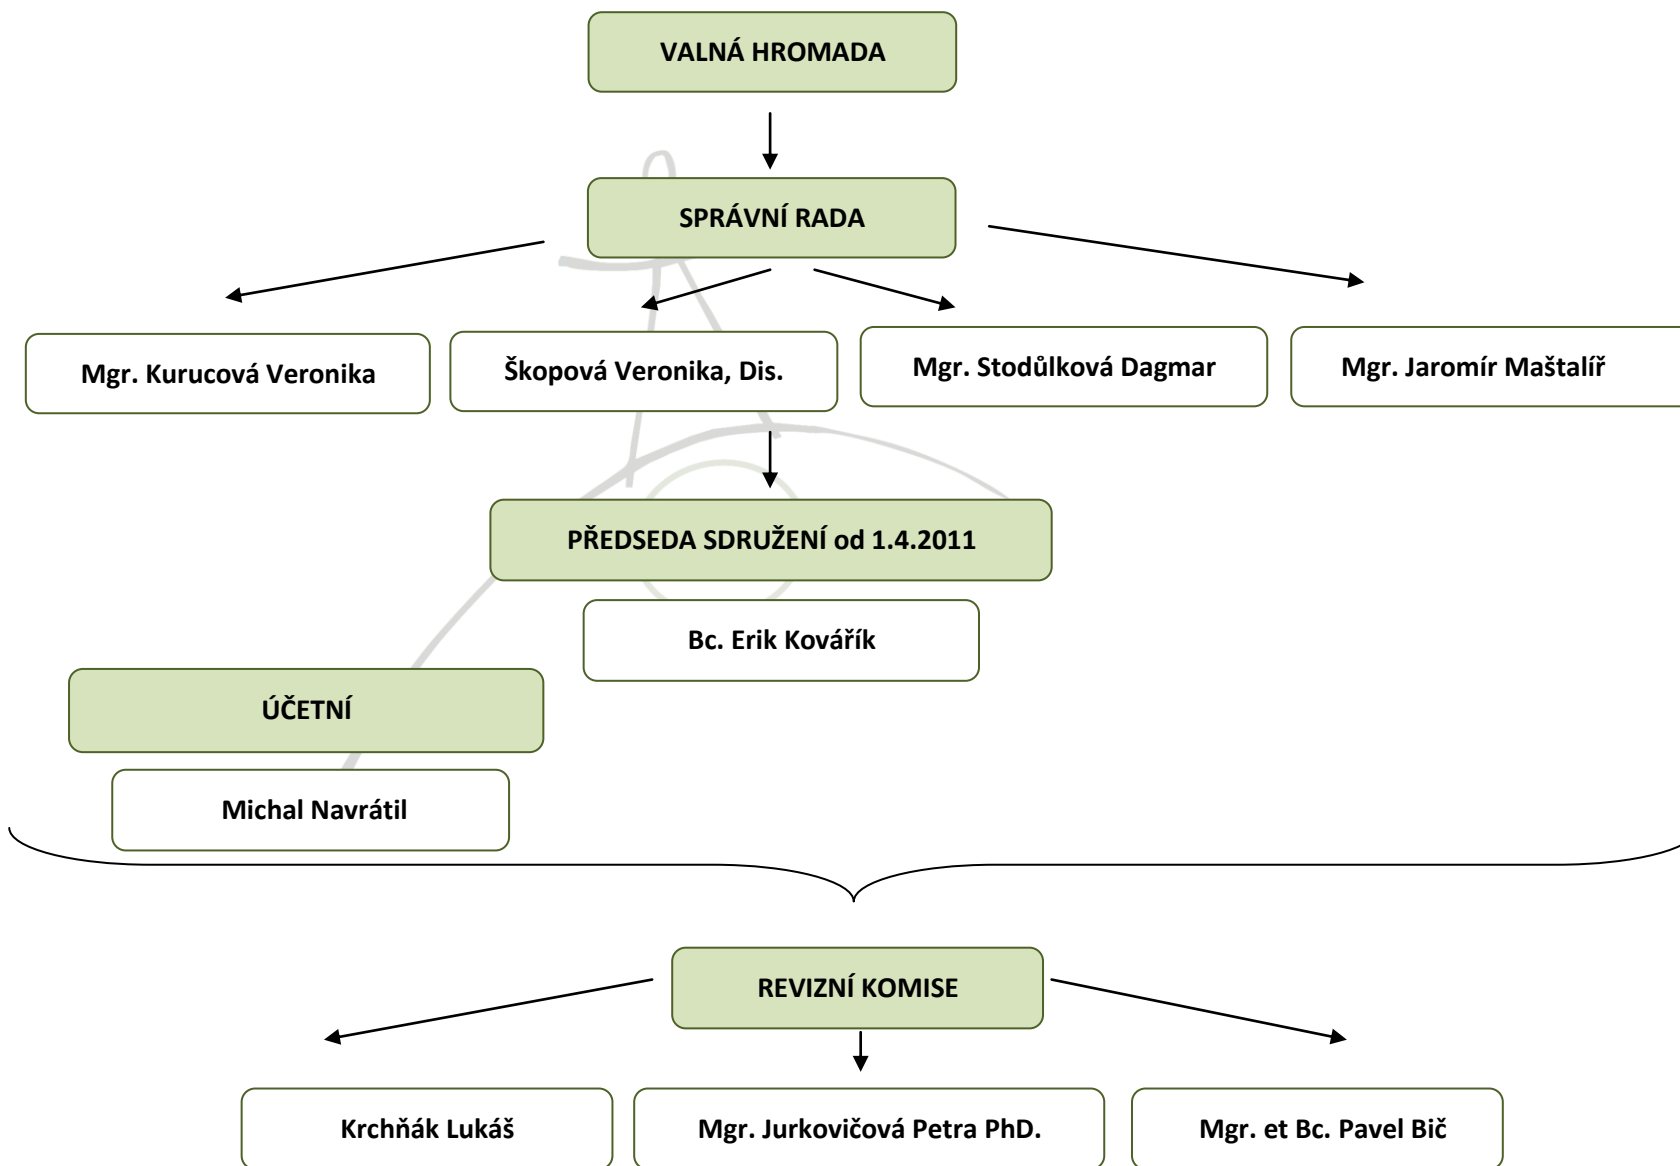 VALNÁ HROMADA
SPRÁVNÍ RADA
Mgr. Kurucová Veronika
Škopová Veronika, Dis.
Mgr. Stodůlková Dagmar
Mgr. Jaromír Maštalíř
PŘEDSEDA SDRUŽENÍ od 1.4.2011
Bc. Erik Kovářík
ÚČETNÍ
Michal Navrátil
REVIZNÍ KOMISE
Krchňák Lukáš
Mgr. Jurkovičová Petra PhD.
Mgr. et Bc. Pavel Bič